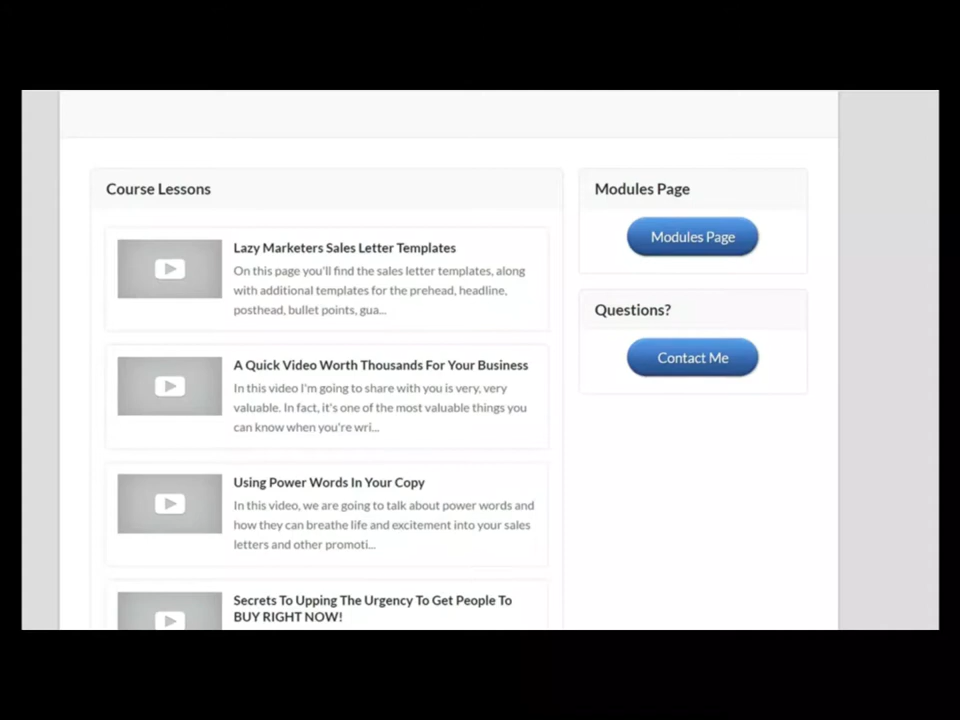 Course Lessons
Lazy Marketers Sales Letter Templates
On this page you'll find the sales letter templates, along
with additional templates for the prehead, headline,
posthead, bullet points, gua...
A Quick Video Worth Thousands For Your Business
In this video I'm going to share with you is very, very
valuable. In fact, it's one of the most valuable things you
can know when you're wri...
Using Power Words In Your Copy
In this video, we are going to talk about power words and
how they can breathe life and excitement into your sales
letters and other promoti...
Secrets To Upping The Urgency To Get People To
BUY RIGHT NOW!
Modules Page
Modules Page
Questions?
Contact Me